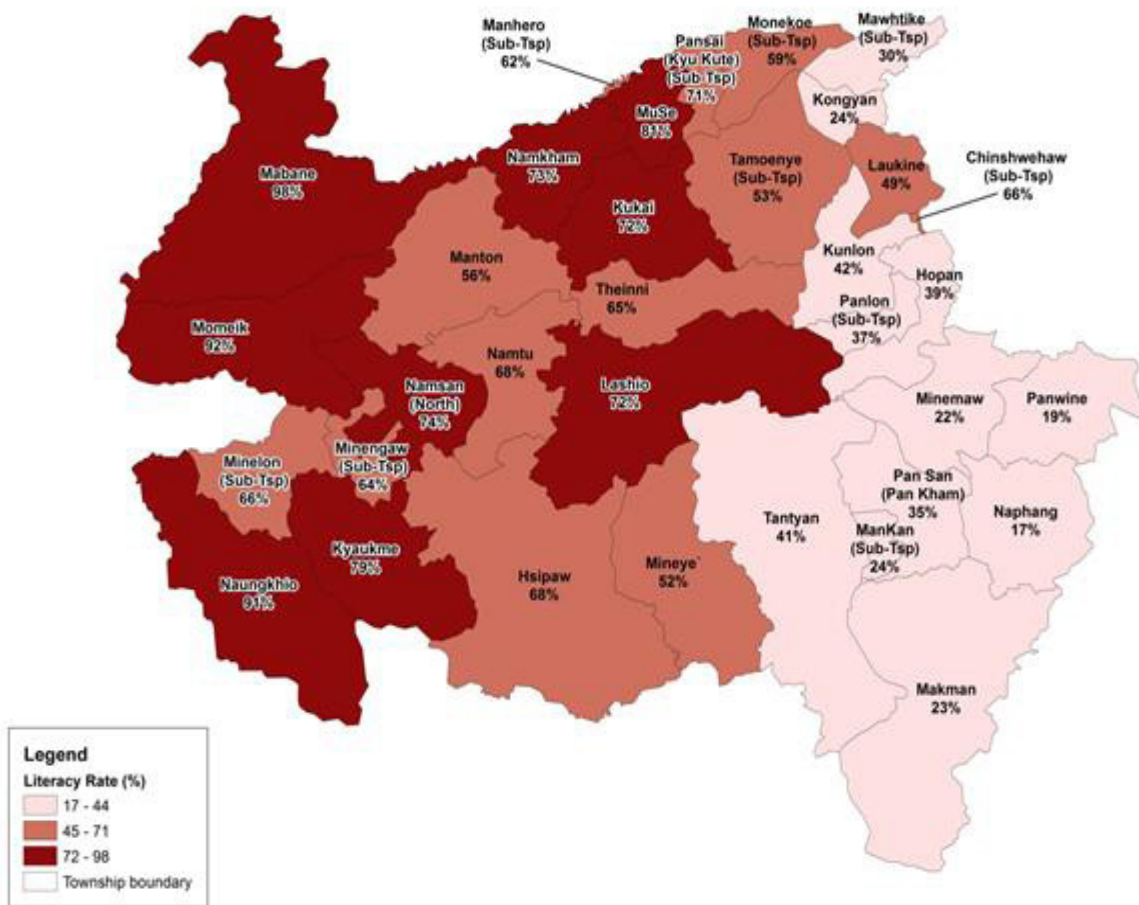 Manhero
(Sub-Tsp)
62%
Pansai
(Kyu Kute)
(Sub-Tsp)
71%
Monekoe
(Sub-Tsp)
59%
Mawhtike
(Sub-Tsp)
30%
Kongyan
24%
MuSe
81%
Namkham
73%
Mabane
98%
Kukai
72%
Tamoenye
(Sub-Tsp)
53%
Laukine
49%
Chinshwehaw
(Sub-Tsp)
66%
Manton
56%
Theinni
65%
Kunlon
42%
Hopan
39%
Panlon
(Sub-Tsp)
37%
Momeik
92%
Namtu
68%
Namsan
(North)
74%
Lashio
72%
Minemaw
22%
Panwine
19%
Minelon
(Sub-Tsp)
66%
Minengaw
(Sub-Tsp)
64%
Pan San
(Pan Kham)
35%
Naphang
17%
Tantyan
41%
ManKan
(Sub-Tsp)
24%
Kyaukme
79%
Naungkhio
91%
Hsipaw
68%
Mineye`
52%
Makman
23%
Legend
Literacy Rate (%)
17 - 44
45 - 71
72 - 98
Township boundary